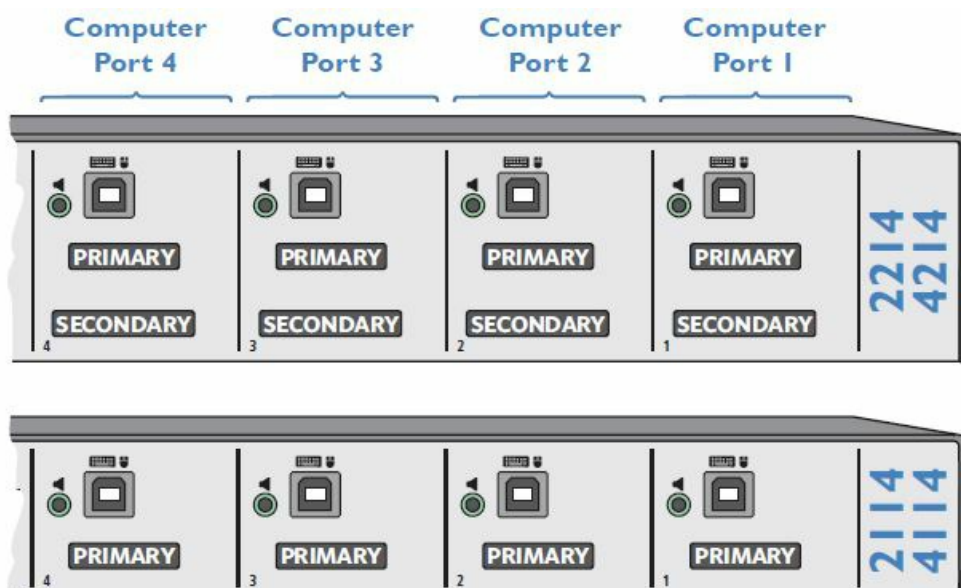 Computer Port 4
Computer Port 3
Computer Port 2
Computer Port 1
PRIMARY
PRIMARY
PRIMARY
PRIMARY
SECONDARY
SECONDARY
SECONDARY
SECONDARY
4
3
2
1
2214
4214
PRIMARY
PRIMARY
PRIMARY
PRIMARY
4
3
2
1
2114
4114